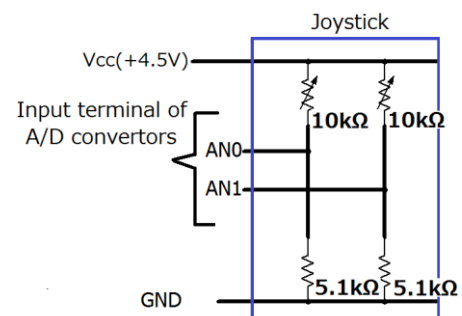 Joystick
Vcc(+4.5V)
Input terminal of
A/D convertors
10kΩ 10kΩ
AN0
AN1
5.1kΩ 5.1kΩ
GND